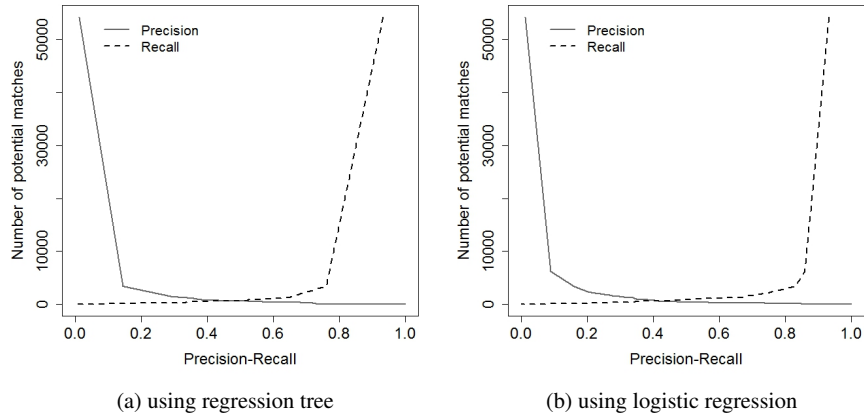 Precision
Recall
Number of potential matches
0 10000 30000 50000
0.0 0.2 0.4 0.6 0.8 1.0
Precision-Recall
(a) using regression tree
Precision
Recall
Number of potential matches
0 10000 30000 50000
0.0 0.2 0.4 0.6 0.8 1.0
Precision-Recall
(b) using logistic regression